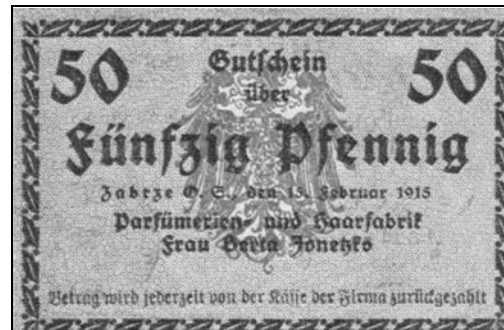 50 Gutschein 50
über
Fünfzig Pfennig
Zabrze O. S., den 15. Februar 1915
Parfümerien- und Haarfabrik
Frau Berta Jonetzko
Betrag wird jederzeit von der Kasse der Firma zurückgezahlt